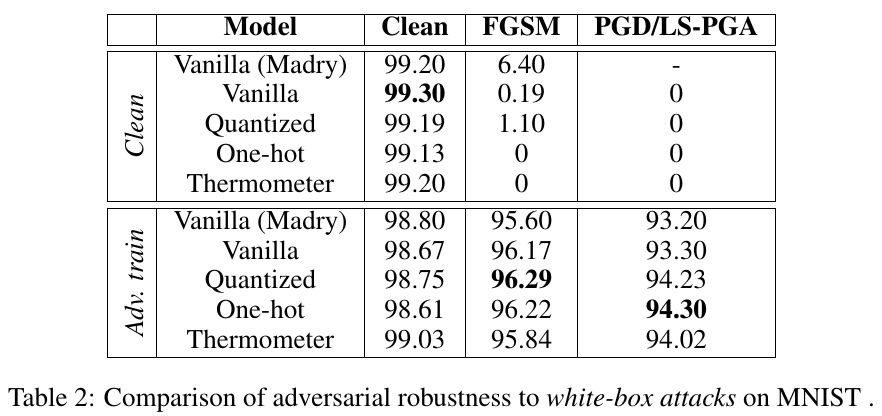 Model Clean FGSM PGD/LS-PGA
Clean
Vanilla (Madry) 99.20 6.40 -
Vanilla 99.30 0.19 0
Quantized 99.19 1.10 0
One-hot 99.13 0 0
Thermometer 99.20 0 0
Adv. train
Vanilla (Madry) 98.80 95.60 93.20
Vanilla 98.67 96.17 93.30
Quantized 98.75 96.29 94.23
One-hot 98.61 96.22 94.30
Thermometer 99.03 95.84 94.02
Table 2: Comparison of adversarial robustness to white-box attacks on MNIST .